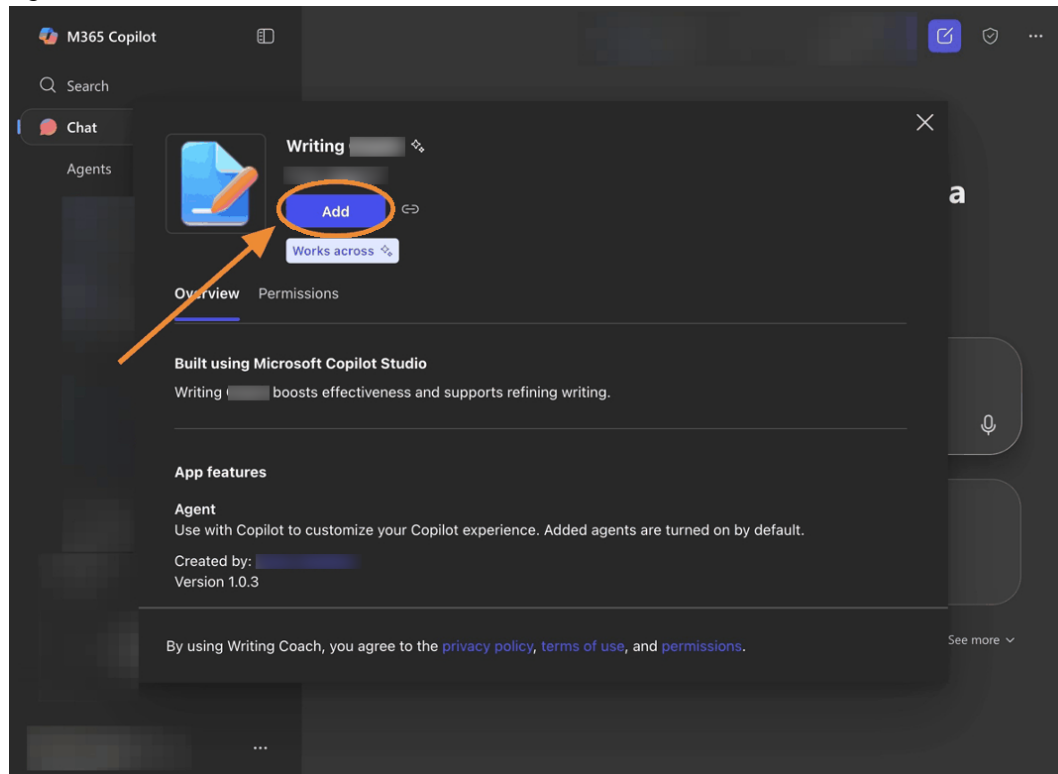 M365 Copilot
Search
Chat
Agents
a
Writing
Add
Works across
Overview Permissions
Built using Microsoft Copilot Studio
Writing boosts effectiveness and supports refining writing.
App features
Agent
Use with Copilot to customize your Copilot experience. Added agents are turned on by default.
Created by:
Version 1.0.3
By using Writing Coach, you agree to the privacy policy, terms of use, and permissions.
See more